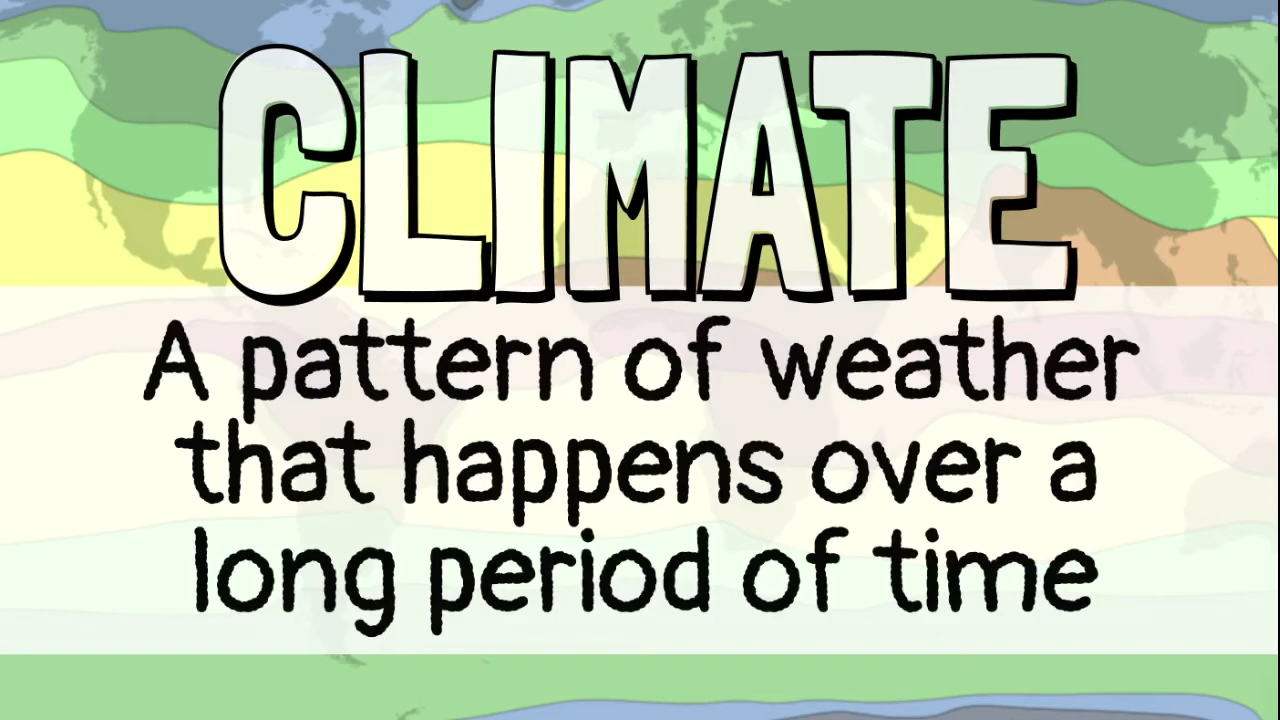 CLIMATE
A pattern of weather
that happens over a
long period of time